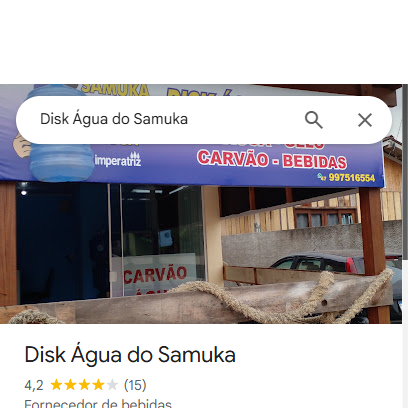 SAMUKA
Disk Água do Samuka
imperatriz
CARVÃO - BEBIDAS
997516554
CARVÃO
Disk Água do Samuka
4,2 (15)
Fornecedor de bebidas